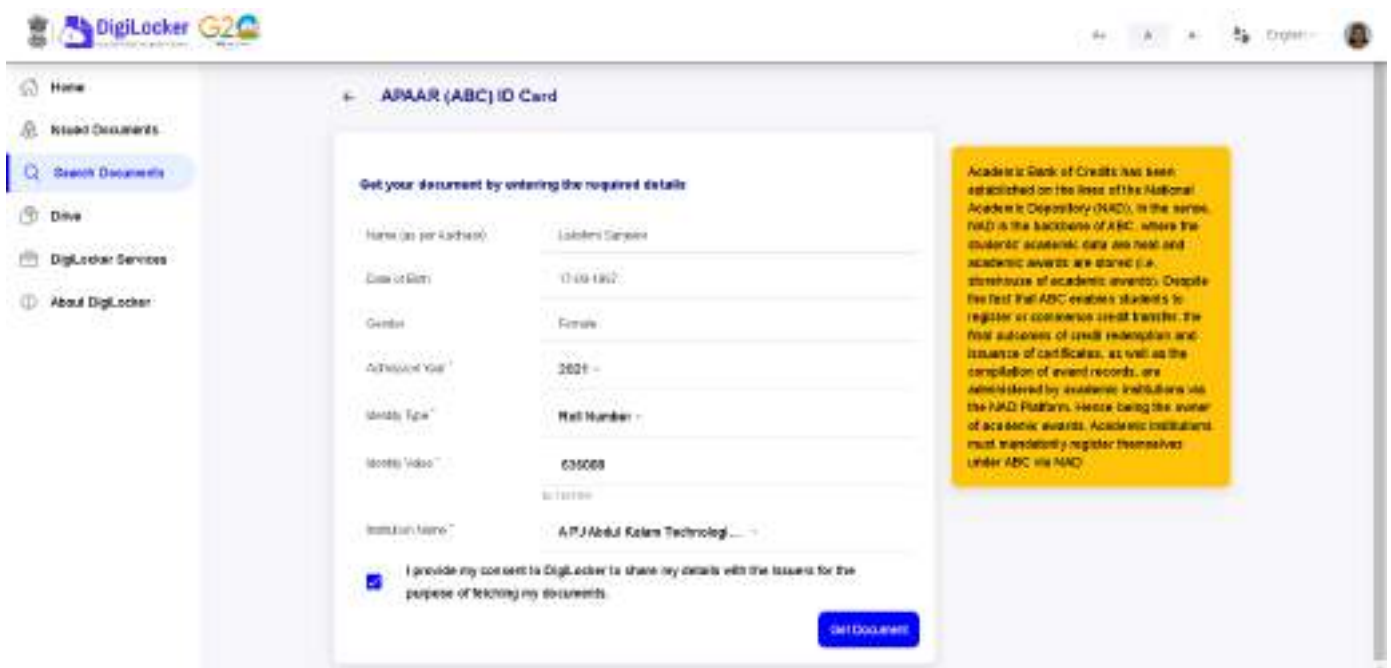 DigiLocker G20
English
Home
Issued Documents
Search Documents
Drive
DigiLocker Services
About DigiLocker
← APAAR (ABC) ID Card
Get your document by entering the required details
Name (as per Aadhaar)
Date of Birth
Gender Female
Admission Year * 2021
Identity Type * Roll Number
Identity Value *
Institution Name * A P J Abdul Kalam Technologi...
I provide my consent to DigiLocker to share my details with the Issuers for the
purpose of fetching my documents.
Get Document
Academic Bank of Credits has been
established on the lines of the National
Academic Depository (NAD). In the sense,
NAD is the backbone of ABC, where the
students' academic data are held and
academic awards are stored (i.e.
storehouse of academic awards). Despite
the fact that ABC enables students to
register or commence credit transfer, the
final outcomes of credit redemption and
issuance of certificates, as well as the
compilation of award records, are
administered by academic institutions via
the NAD Platform. Hence being the owner
of academic awards, Academic institutions
must mandatorily register themselves
under ABC via NAD